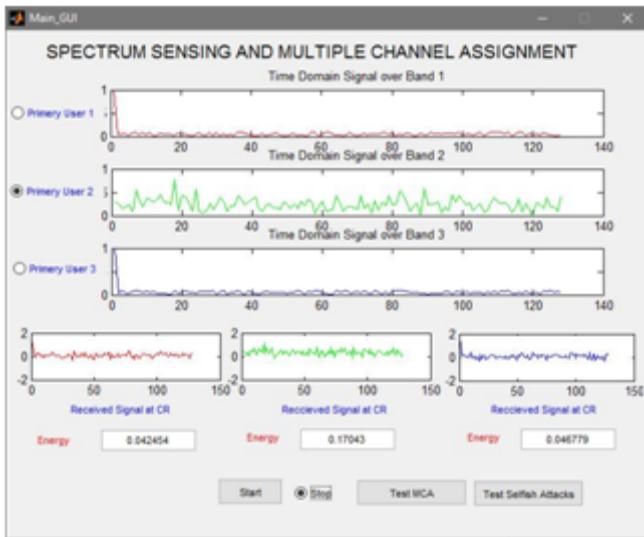 Main_GUI
SPECTRUM SENSING AND MULTIPLE CHANNEL ASSIGNMENT
Time Domain Signal over Band 1
Primery User 1
1
0
0 20 40 60 80 100 120 140
Time Domain Signal over Band 2
Primery User 2
1
0
0 20 40 60 80 100 120 140
Time Domain Signal over Band 3
Primery User 3
1
0
0 20 40 60 80 100 120 140
2 2 2
0 0 0
-2 -2 -2
0 50 100 150 0 50 100 150 0 50 100 150
Received Signal at CR Reccieved Signal at CR Reccieved Signal at CR
Energy 0.042454 Energy 0.17043 Energy 0.046779
Start Stop Test MCA Test Selfish Attacks